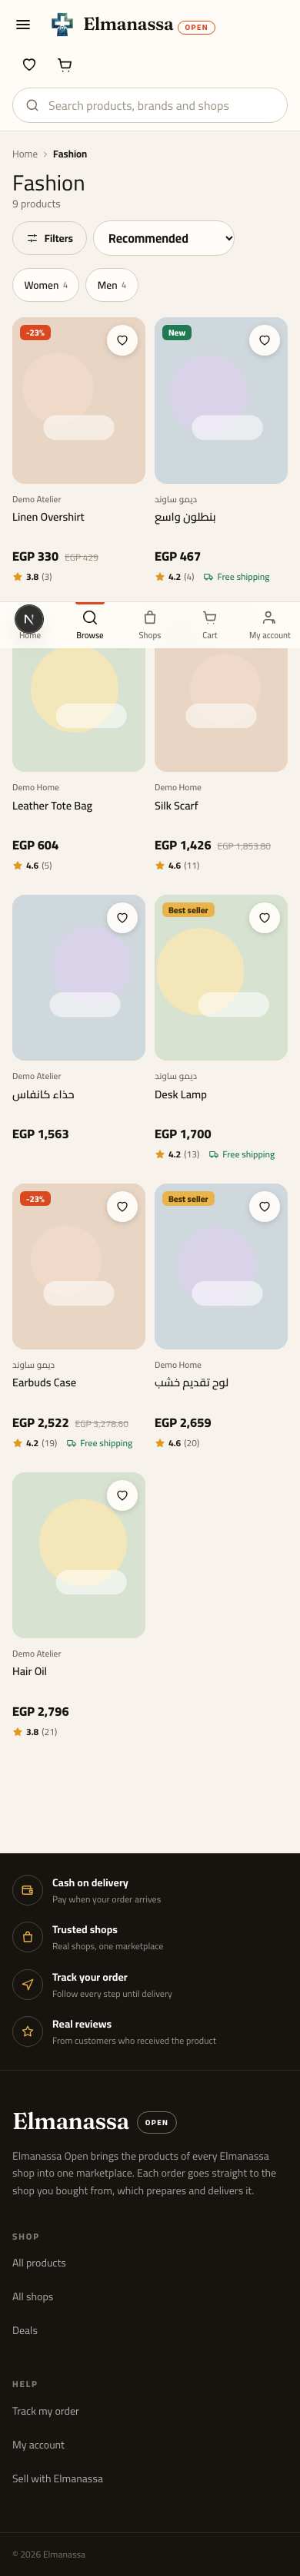 Elmanassa OPEN
Search products, brands and shops
Home > Fashion
Fashion
9 products
Filters
Recommended
Women 4
Men 4
-23%
New
Demo Atelier
ديمو ساوند
Linen Overshirt
بنطلون واسع
EGP 330 EGP 429
EGP 467
3.8 (3)
4.2 (4) Free shipping
N
Home
Browse
Shops
Cart
My account
Demo Home
Demo Home
Leather Tote Bag
Silk Scarf
EGP 604
EGP 1,426 EGP 1,853.80
4.6 (5)
4.6 (11)
Best seller
Demo Atelier
ديمو ساوند
حذاء كانفاس
Desk Lamp
EGP 1,563
EGP 1,700
4.2 (13) Free shipping
-23%
Best seller
ديمو ساوند
Demo Home
Earbuds Case
لوح تقديم خشب
EGP 2,522 EGP 3,278.60
EGP 2,659
4.2 (19) Free shipping
4.6 (20)
Demo Atelier
Hair Oil
EGP 2,796
3.8 (21)
Cash on delivery
Pay when your order arrives
Trusted shops
Real shops, one marketplace
Track your order
Follow every step until delivery
Real reviews
From customers who received the product
Elmanassa OPEN
Elmanassa Open brings the products of every Elmanassa
shop into one marketplace. Each order goes straight to the
shop you bought from, which prepares and delivers it.
SHOP
All products
All shops
Deals
HELP
Track my order
My account
Sell with Elmanassa
© 2026 Elmanassa